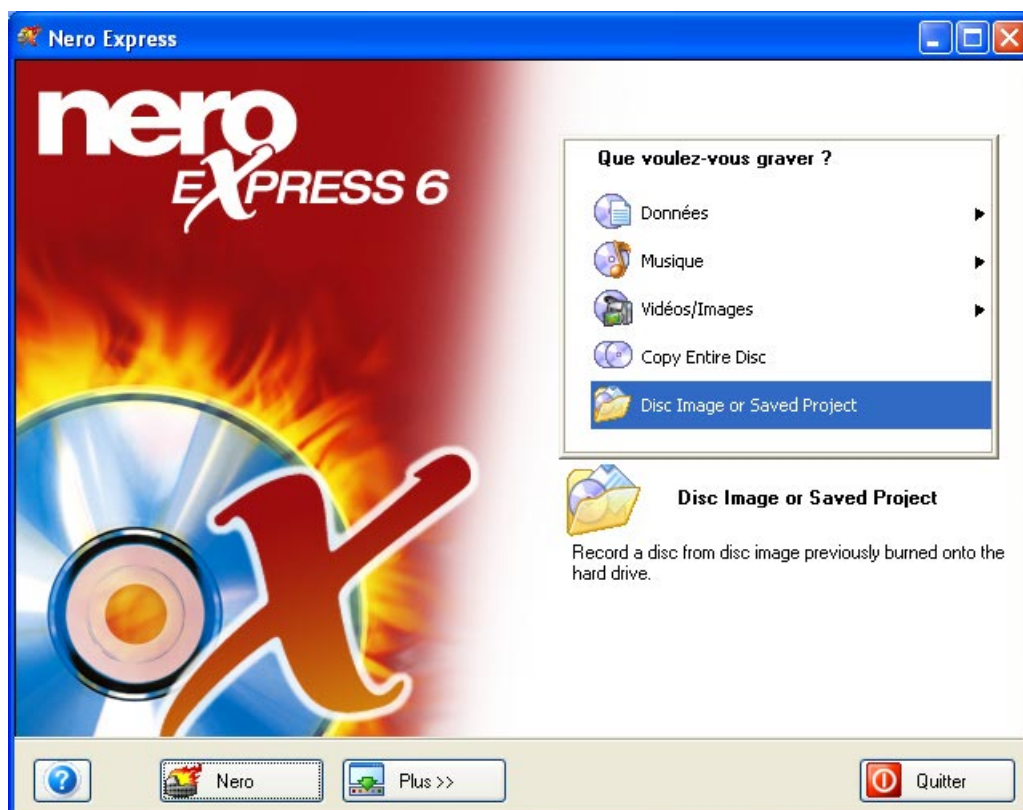 Nero Express
nero
EXPRESS 6
Que voulez-vous graver ?
Données
Musique
Vidéos/Images
Copy Entire Disc
Disc Image or Saved Project
Disc Image or Saved Project
Record a disc from disc image previously burned onto the
hard drive.
?
Nero
Plus >>
Quitter